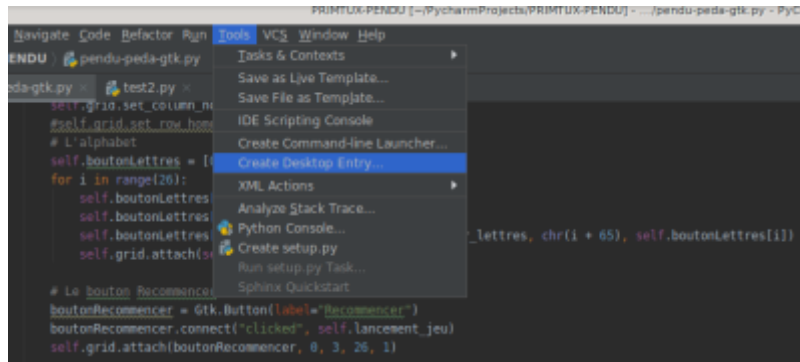 PRIMTUX-PENDU [~/PycharmProjects/PRIMTUX-PENDU] - .../pendu-peda-gtk.py - PyC
Navigate Code Refactor Run Tools VCS Window Help
ENDU pendu-peda-gtk.py
eda-gtk.py test2.py
Tasks & Contexts
Save as Live Template...
Save File as Template...
IDE Scripting Console
Create Command-line Launcher...
Create Desktop Entry...
XML Actions
Analyze Stack Trace...
Python Console...
Create setup.py
Run setup.py Task...
Sphinx Quickstart
self.grid.set_column_h
#self.grid.set_row_home
# L'alphabet
self.boutonLettres = [
for i in range(26):
self.boutonLettres
self.boutonLettres
self.boutonLettres _lettres, chr(i + 65), self.boutonLettres[i])
self.grid.attach(s
# Le bouton Recommencer
boutonRecommencer = Gtk.Button(label="Recommencer")
boutonRecommencer.connect("clicked", self.lancement_jeu)
self.grid.attach(boutonRecommencer, 0, 3, 26, 1)